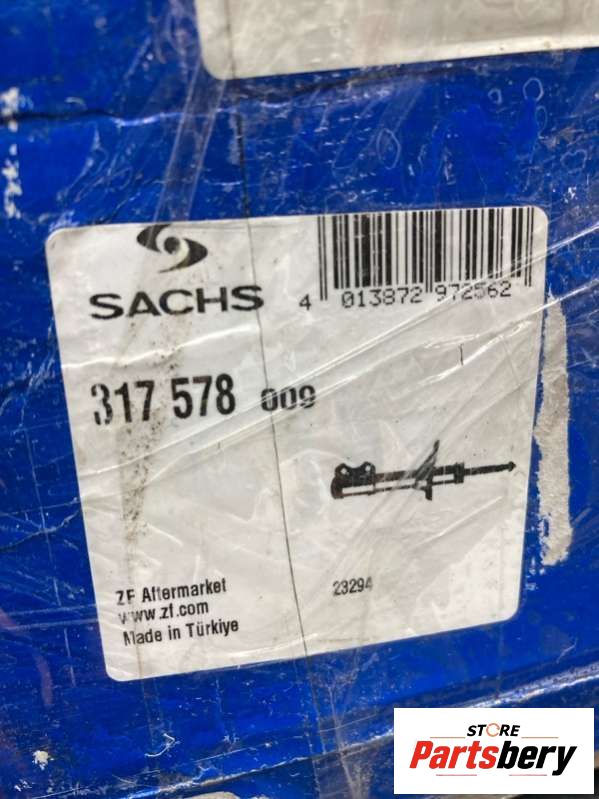 SACHS
4 013872 972562
317 578 009
23294
ZF Aftermarket
www.zf.com
Made in Türkiye
STORE
Partsbery